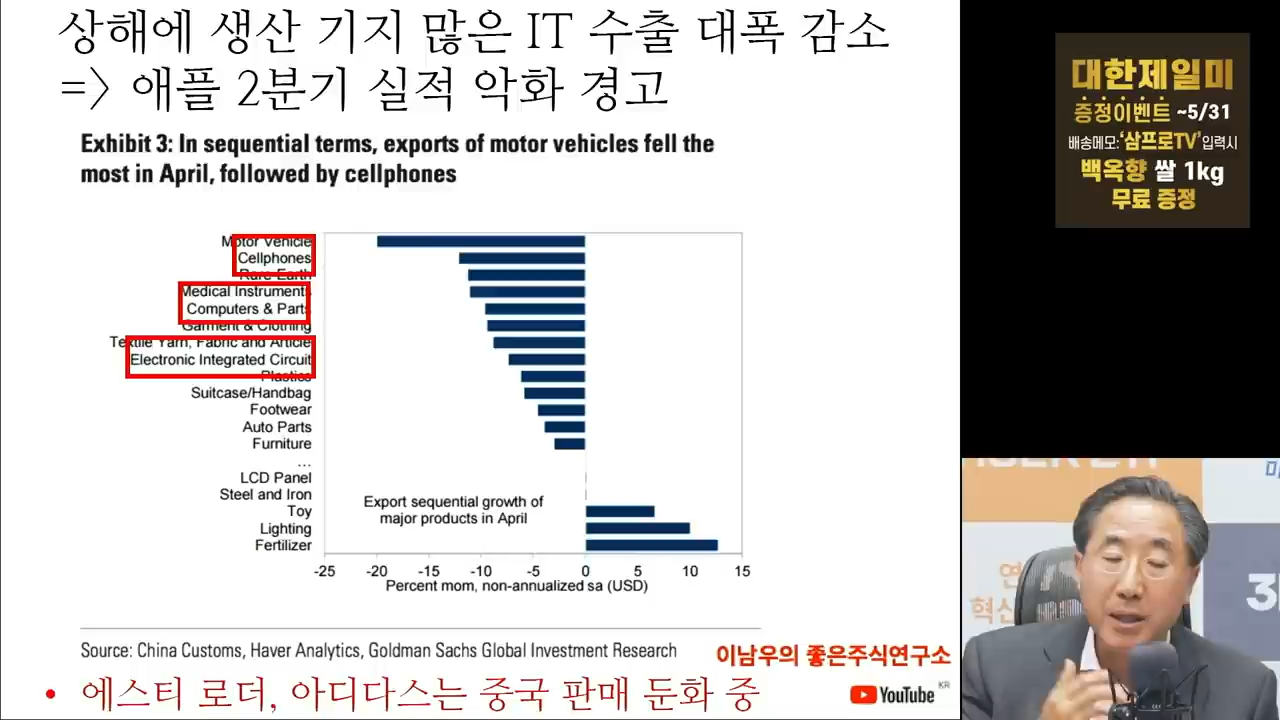 상해에 생산 기지 많은 IT 수출 대폭 감소
=> 애플 2분기 실적 악화 경고
Exhibit 3: In sequential terms, exports of motor vehicles fell the
most in April, followed by cellphones
Motor Vehicle
Cellphones
Rare Earth
Medical Instruments
Computers & Parts
Garment & Clothing
Textile Yarn, Fabric and Article
Electronic Integrated Circuit
Plastics
Suitcase/Handbag
Footwear
Auto Parts
Furniture
...
LCD Panel
Steel and Iron
Toy
Lighting
Fertilizer
Export sequential growth of
major products in April
-25 -20 -15 -10 -5 0 5 10 15
Percent mom, non-annualized sa (USD)
Source: China Customs, Haver Analytics, Goldman Sachs Global Investment Research
이남우의 좋은주식연구소
• 에스티 로더, 아디다스는 중국 판매 둔화 중
YouTube KR
대한제일미
증정이벤트 ~5/31
배송메모:'삼프로TV'입력시
백옥향 쌀 1kg
무료 증정
연
혁신
3